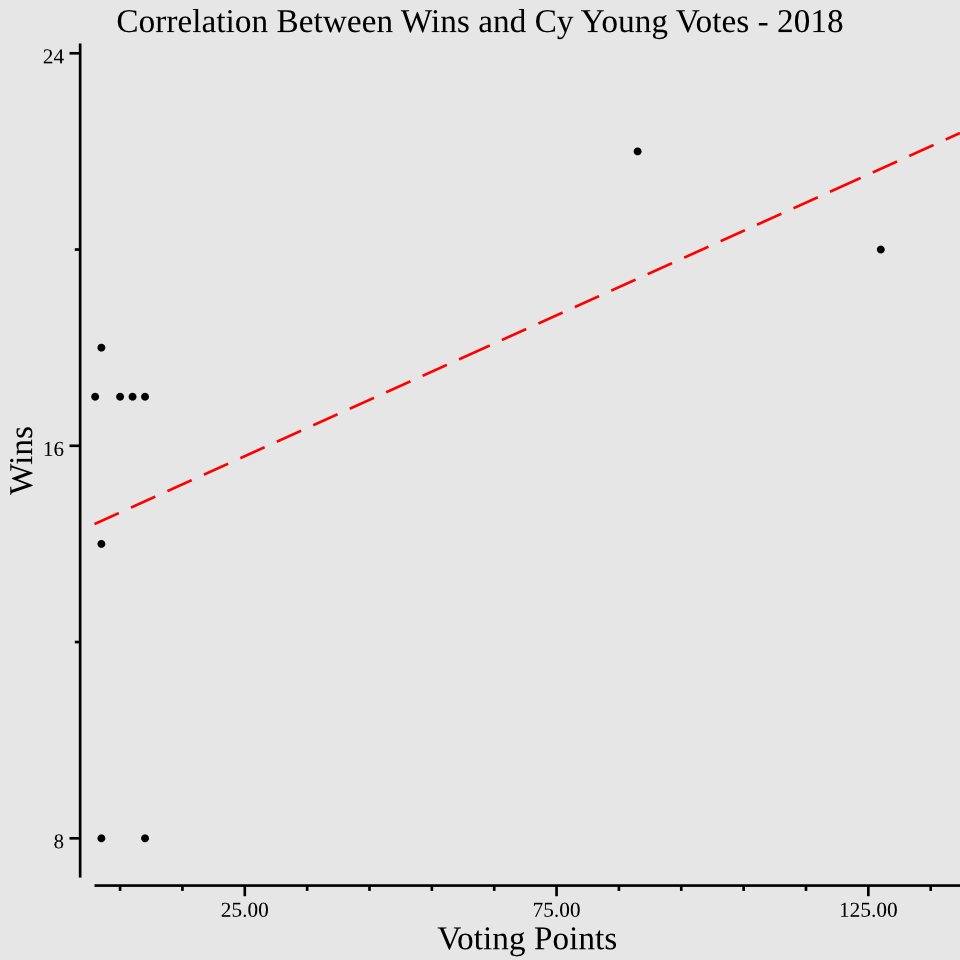 Correlation Between Wins and Cy Young Votes - 2018
24
16
8
Wins
25.00
75.00
125.00
Voting Points